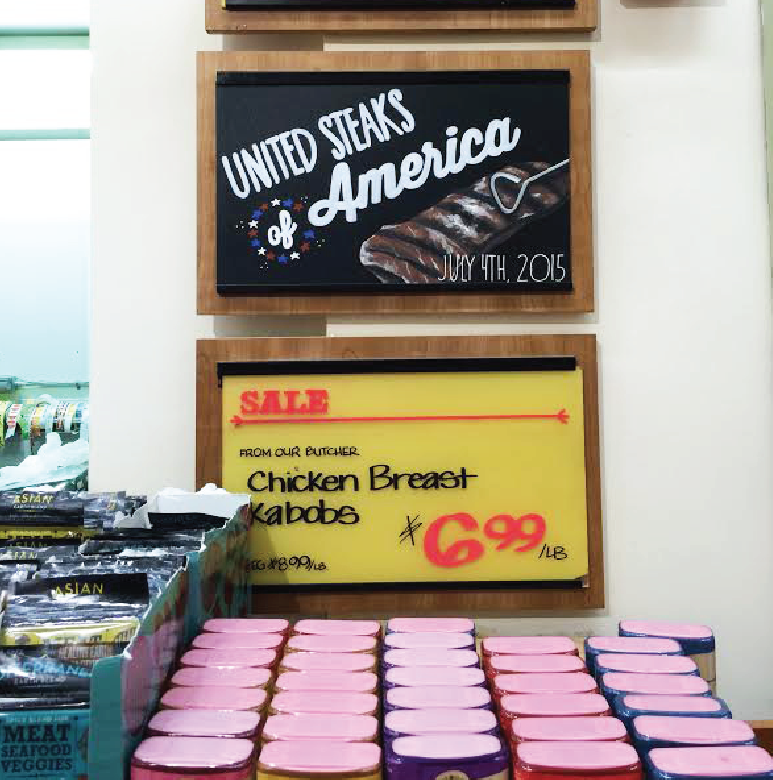 UNITED STEAKS
of America
JULY 4TH, 2015
SALE
FROM OUR BUTCHER
Chicken Breast
Kabobs
$6.99/LB
$8.99/LB
ASIAN
ASIAN
MEAT
SEAFOOD
VEGGIES